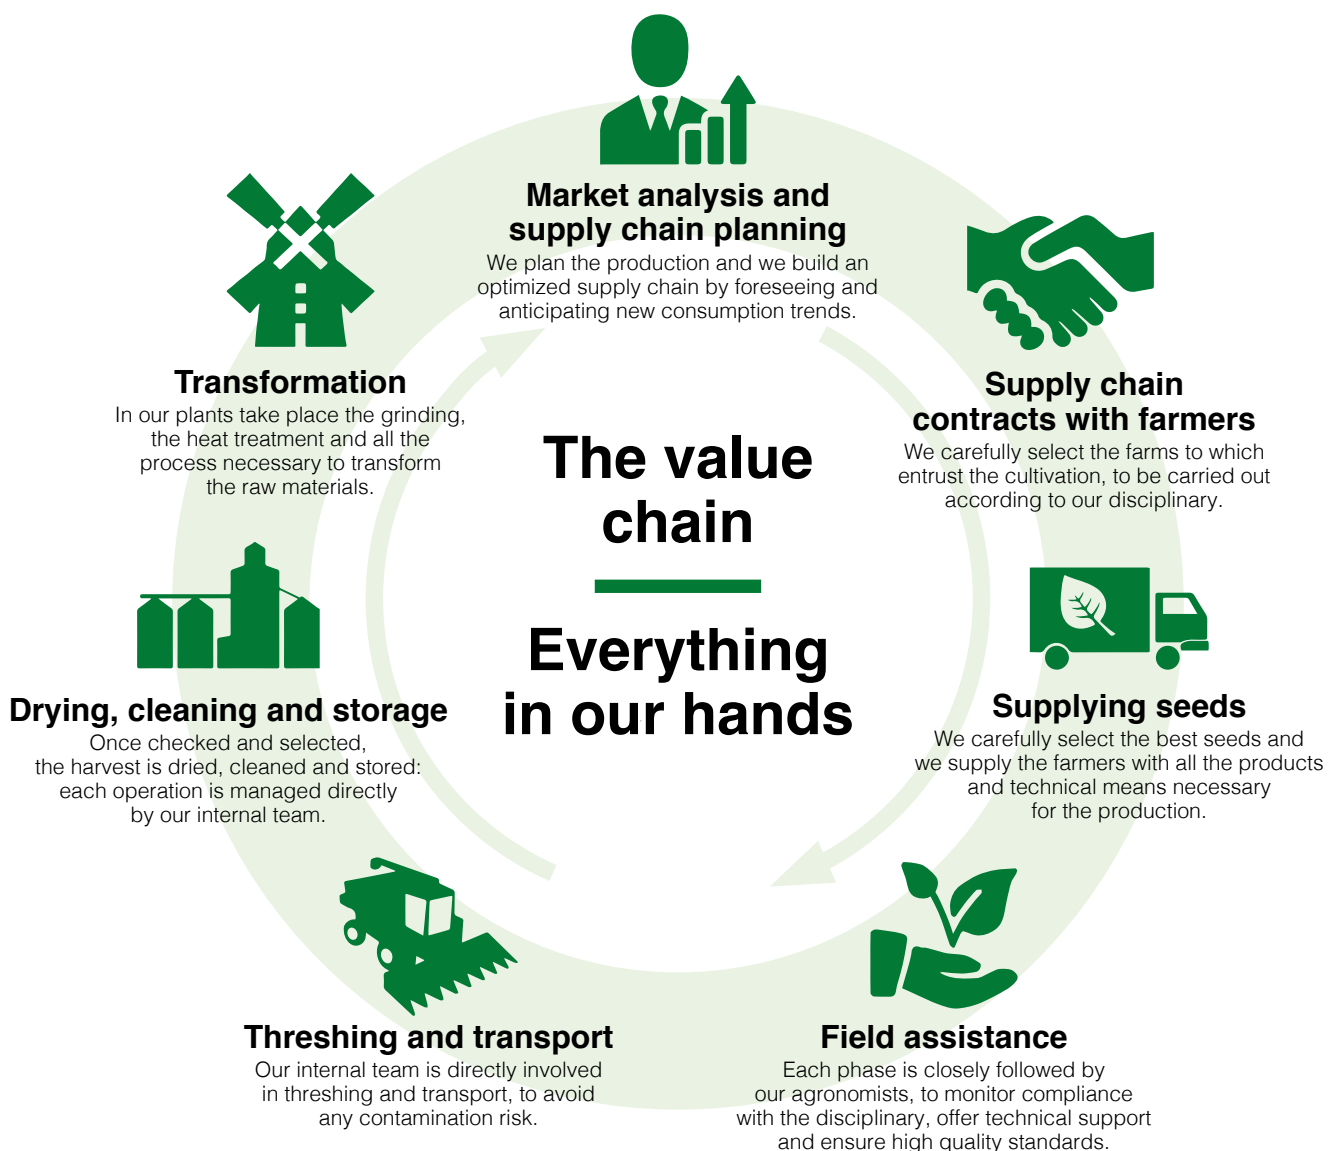 Market analysis and
supply chain planning
We plan the production and we build an
optimized supply chain by foreseeing and
anticipating new consumption trends.
Supply chain
contracts with farmers
We carefully select the farms to which
entrust the cultivation, to be carried out
according to our disciplinary.
Supplying seeds
We carefully select the best seeds and
we supply the farmers with all the products
and technical means necessary
for the production.
Field assistance
Each phase is closely followed by
our agronomists, to monitor compliance
with the disciplinary, offer technical support
and ensure high quality standards.
Threshing and transport
Our internal team is directly involved
in threshing and transport, to avoid
any contamination risk.
Drying, cleaning and storage
Once checked and selected,
the harvest is dried, cleaned and stored:
each operation is managed directly
by our internal team.
Transformation
In our plants take place the grinding,
the heat treatment and all the
process necessary to transform
the raw materials.
The value
chain
Everything
in our hands